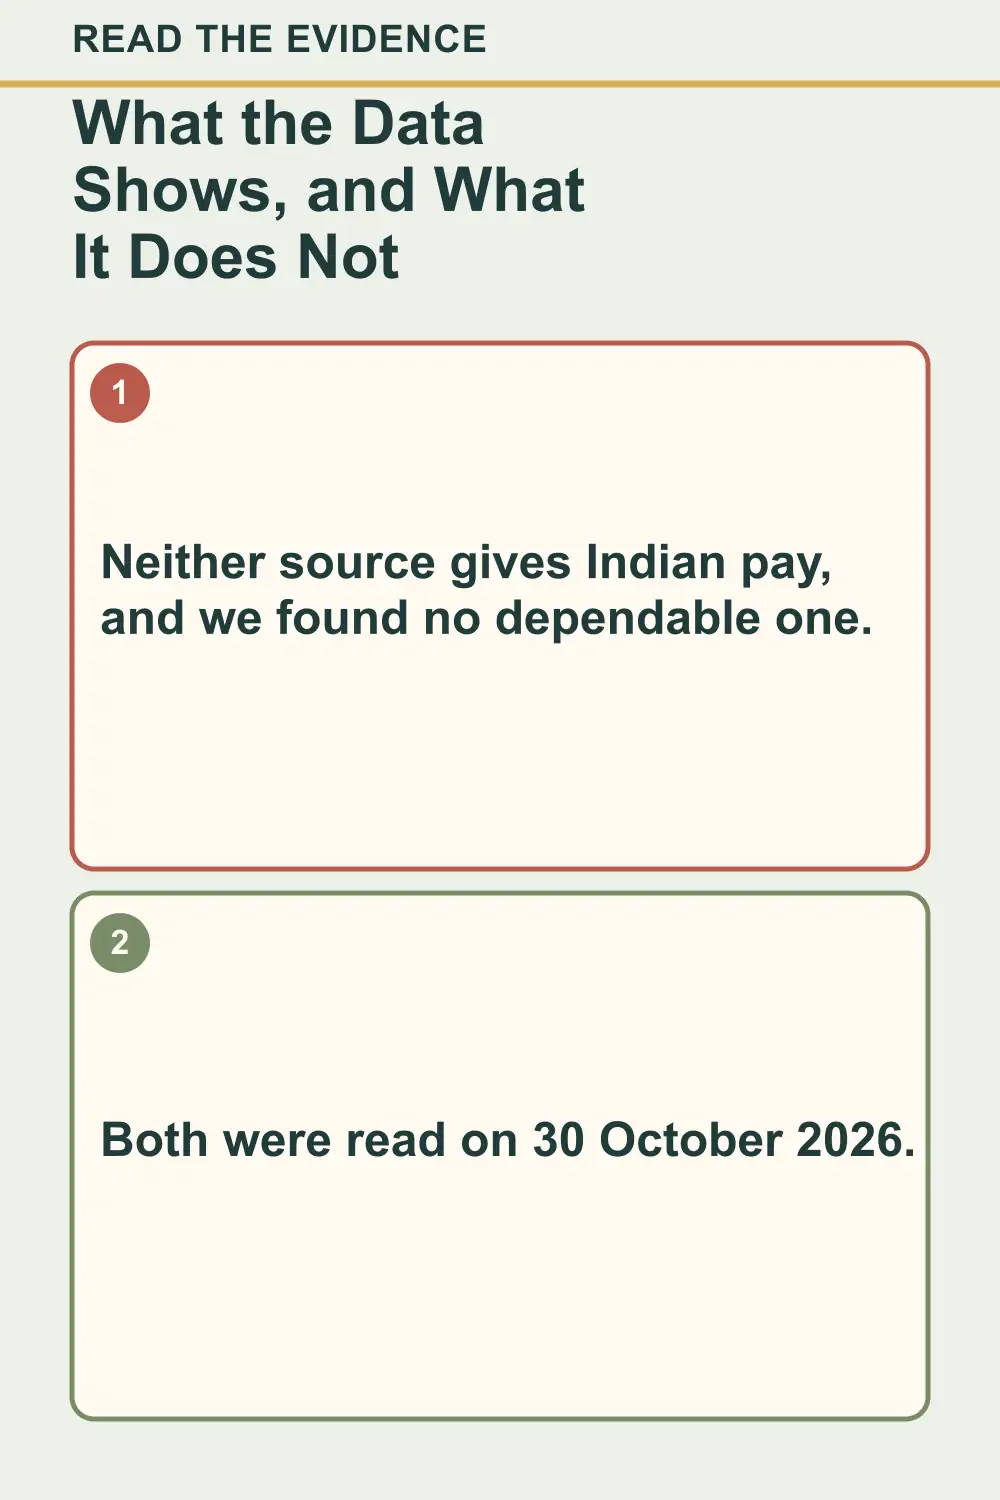 READ THE EVIDENCE
What the Data
Shows, and What
It Does Not
1
Neither source gives Indian pay,
and we found no dependable one.
2
Both were read on 30 October 2026.